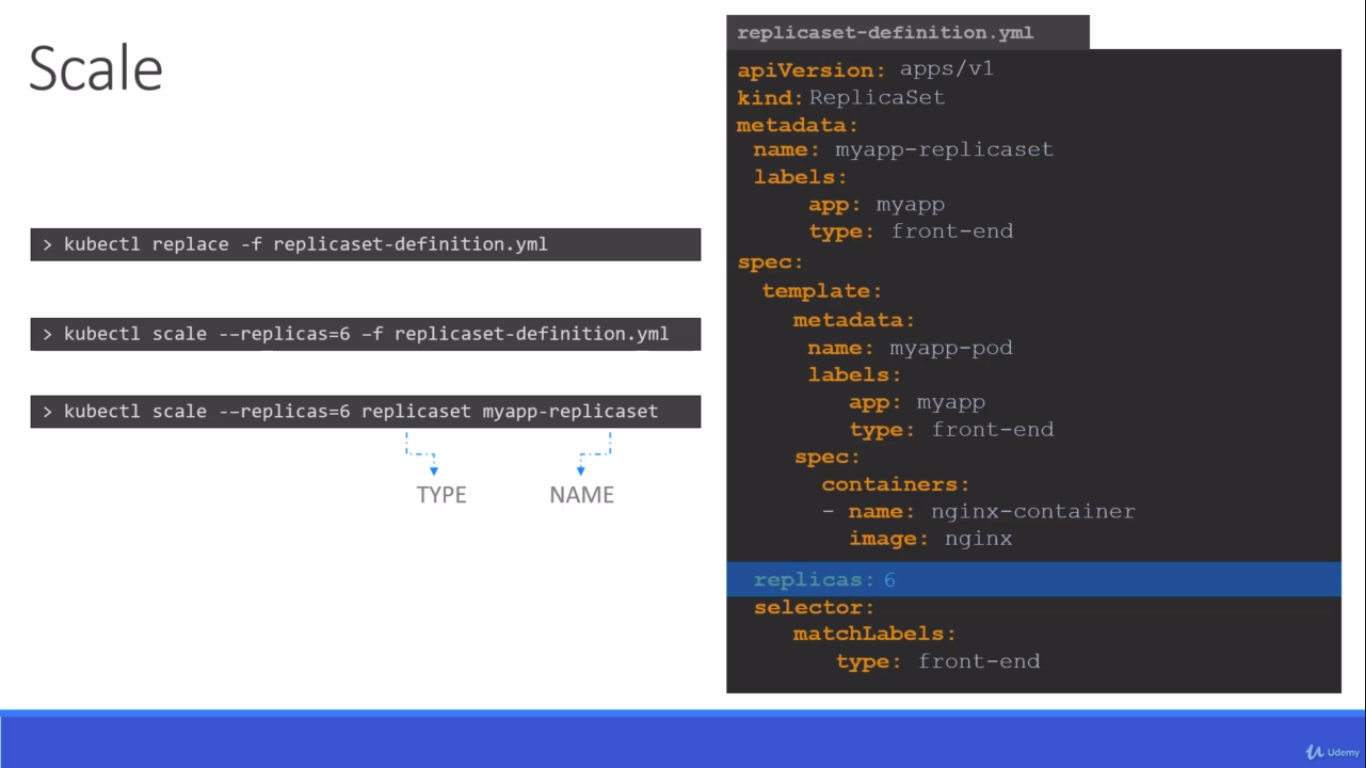 Scale
> kubectl replace -f replicaset-definition.yml
> kubectl scale --replicas=6 –f replicaset-definition.yml
> kubectl scale --replicas=6 replicaset myapp-replicaset
TYPE
NAME
replicaset-definition.yml
apiVersion: apps/v1
kind: ReplicaSet
metadata:
  name: myapp-replicaset
  labels:
      app: myapp
      type: front-end
spec:
  template:
    metadata:
      name: myapp-pod
      labels:
        app: myapp
        type: front-end
    spec:
      containers:
      - name: nginx-container
        image: nginx
  replicas: 6
  selector:
    matchLabels:
       type: front-end
Udemy